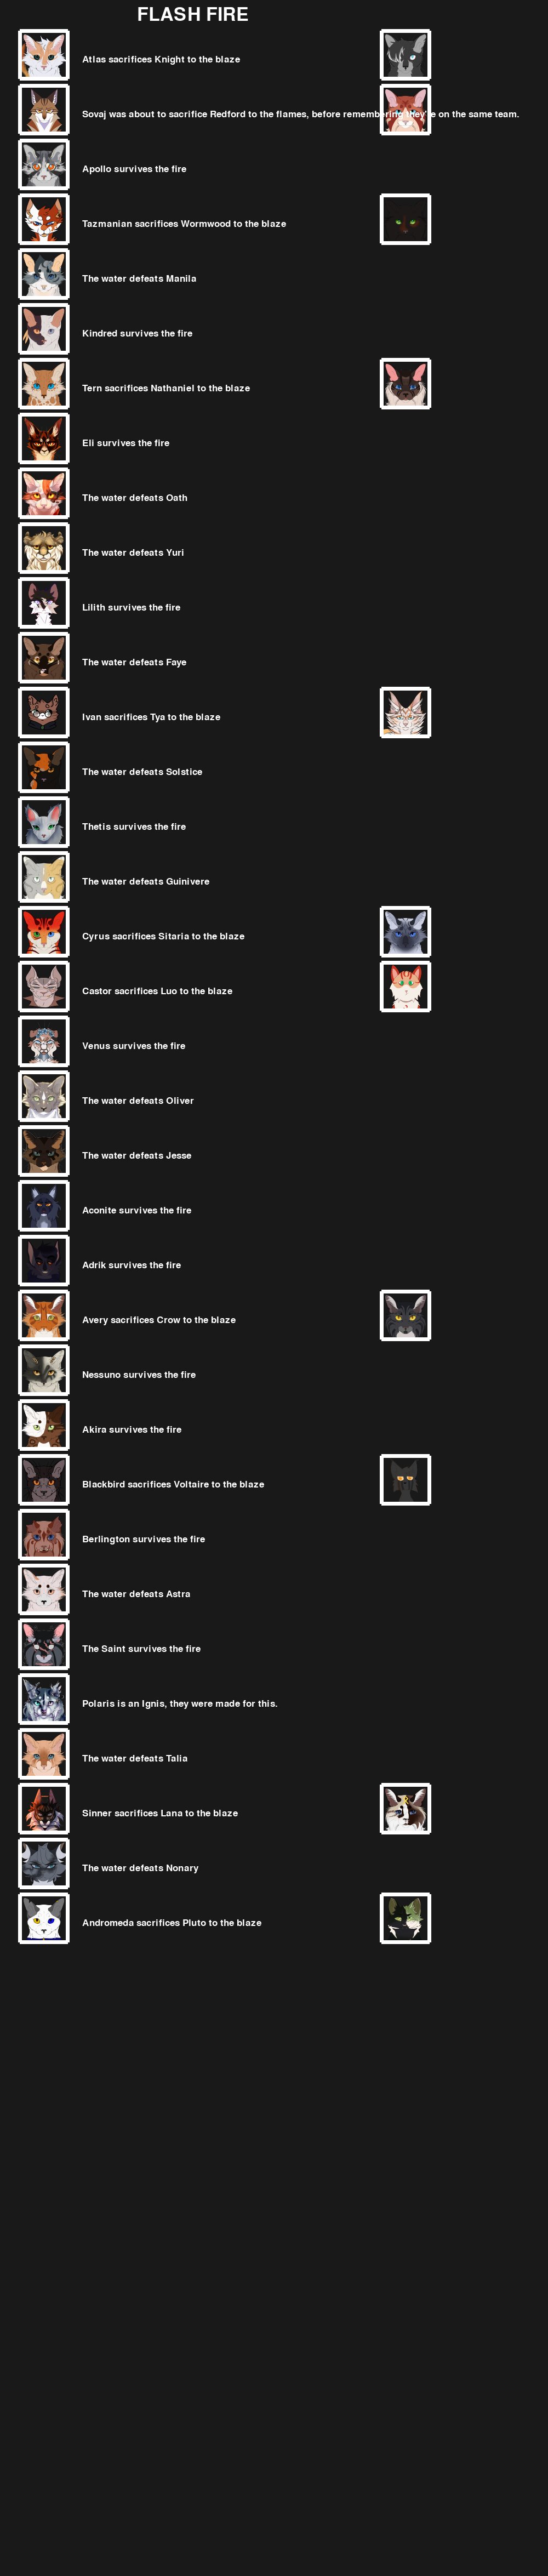 FLASH FIRE
Atlas sacrifices Knight to the blaze
Sovaj was about to sacrifice Redford to the flames, before remembering they're on the same team.
Apollo survives the fire
Tazmanian sacrifices Wormwood to the blaze
The water defeats Manila
Kindred survives the fire
Tern sacrifices Nathaniel to the blaze
Eli survives the fire
The water defeats Oath
The water defeats Yuri
Lilith survives the fire
The water defeats Faye
Ivan sacrifices Tya to the blaze
The water defeats Solstice
Thetis survives the fire
The water defeats Guinivere
Cyrus sacrifices Sitaria to the blaze
Castor sacrifices Luo to the blaze
Venus survives the fire
The water defeats Oliver
The water defeats Jesse
Aconite survives the fire
Adrik survives the fire
Avery sacrifices Crow to the blaze
Nessuno survives the fire
Akira survives the fire
Blackbird sacrifices Voltaire to the blaze
Berlington survives the fire
The water defeats Astra
The Saint survives the fire
Polaris is an Ignis, they were made for this.
The water defeats Talia
Sinner sacrifices Lana to the blaze
The water defeats Nonary
Andromeda sacrifices Pluto to the blaze